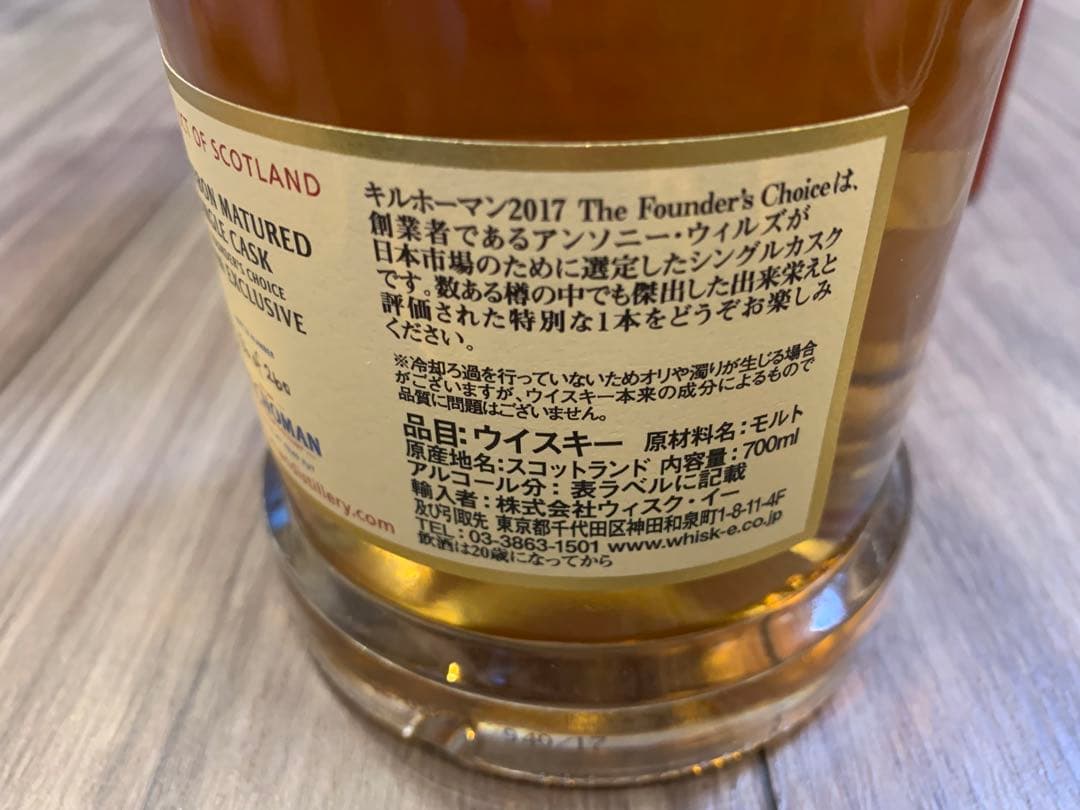 OF SCOTLAND
MATURED
CASK
CHOICE
EXCLUSIVE
260
キルホーマン2017 The Founder's Choiceは、
創業者であるアンソニー・ウィルズが
日本市場のために選定したシングルカスク
です。数ある樽の中でも傑出した出来栄えと
評価された特別な1本をどうぞお楽しみ
ください。
※冷却ろ過を行っていないためオリや濁りが生じる場合
がございますが、ウイスキー本来の成分によるもので
品質に問題はございません。
品目:ウイスキー 原材料名:モルト
原産地名:スコットランド 内容量:700ml
アルコール分:表ラベルに記載
輸入者:株式会社ウィスク・イー
及び引取先 東京都千代田区神田和泉町1-8-11-4F
TEL:03-3863-1501 www.whisk-e.co.jp
飲酒は20歳になってから